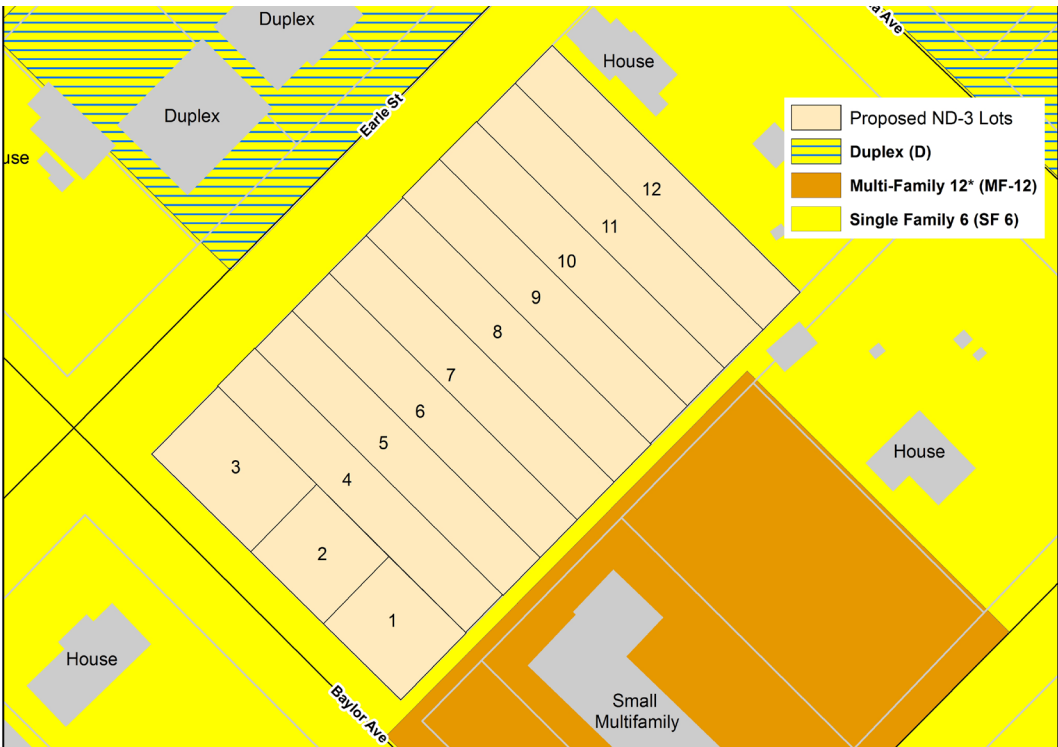 Duplex
a Ave
House
Duplex
Earle St
use
Proposed ND-3 Lots
Duplex (D)
Multi-Family 12* (MF-12)
Single Family 6 (SF 6)
12
11
10
9
8
7
6
5
4
3
2
1
House
House
Baylor Ave
Small
Multifamily